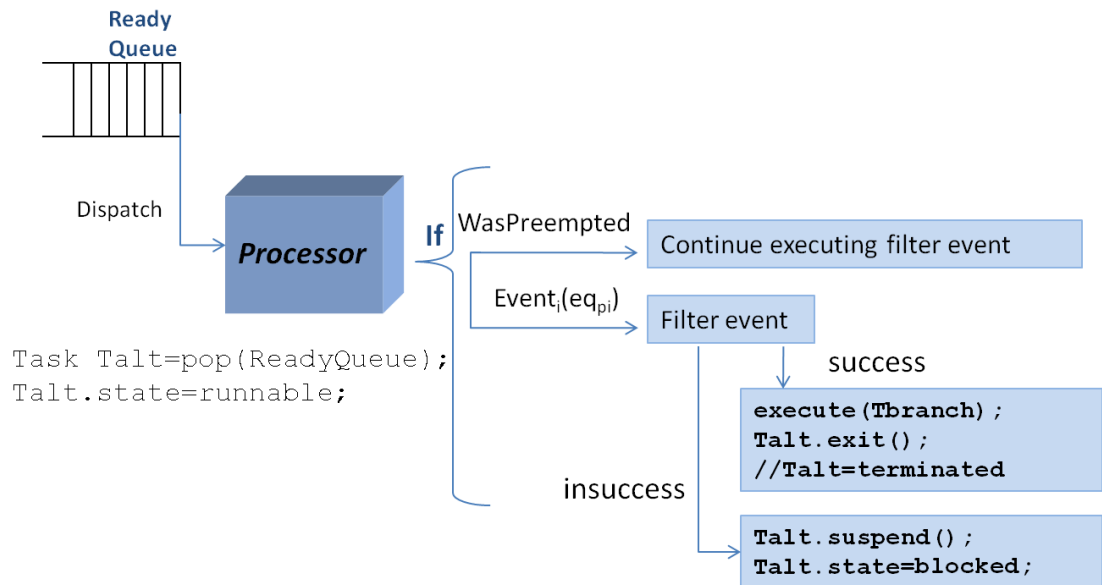 Ready
Queue
Dispatch
Processor
If
WasPreempted
Continue executing filter event
Eventi(eqpi)
Filter event
Task Talt=pop(ReadyQueue);
Talt.state=runnable;
success
execute(Tbranch);
Talt.exit();
//Talt=terminated
insuccess
Talt.suspend();
Talt.state=blocked;